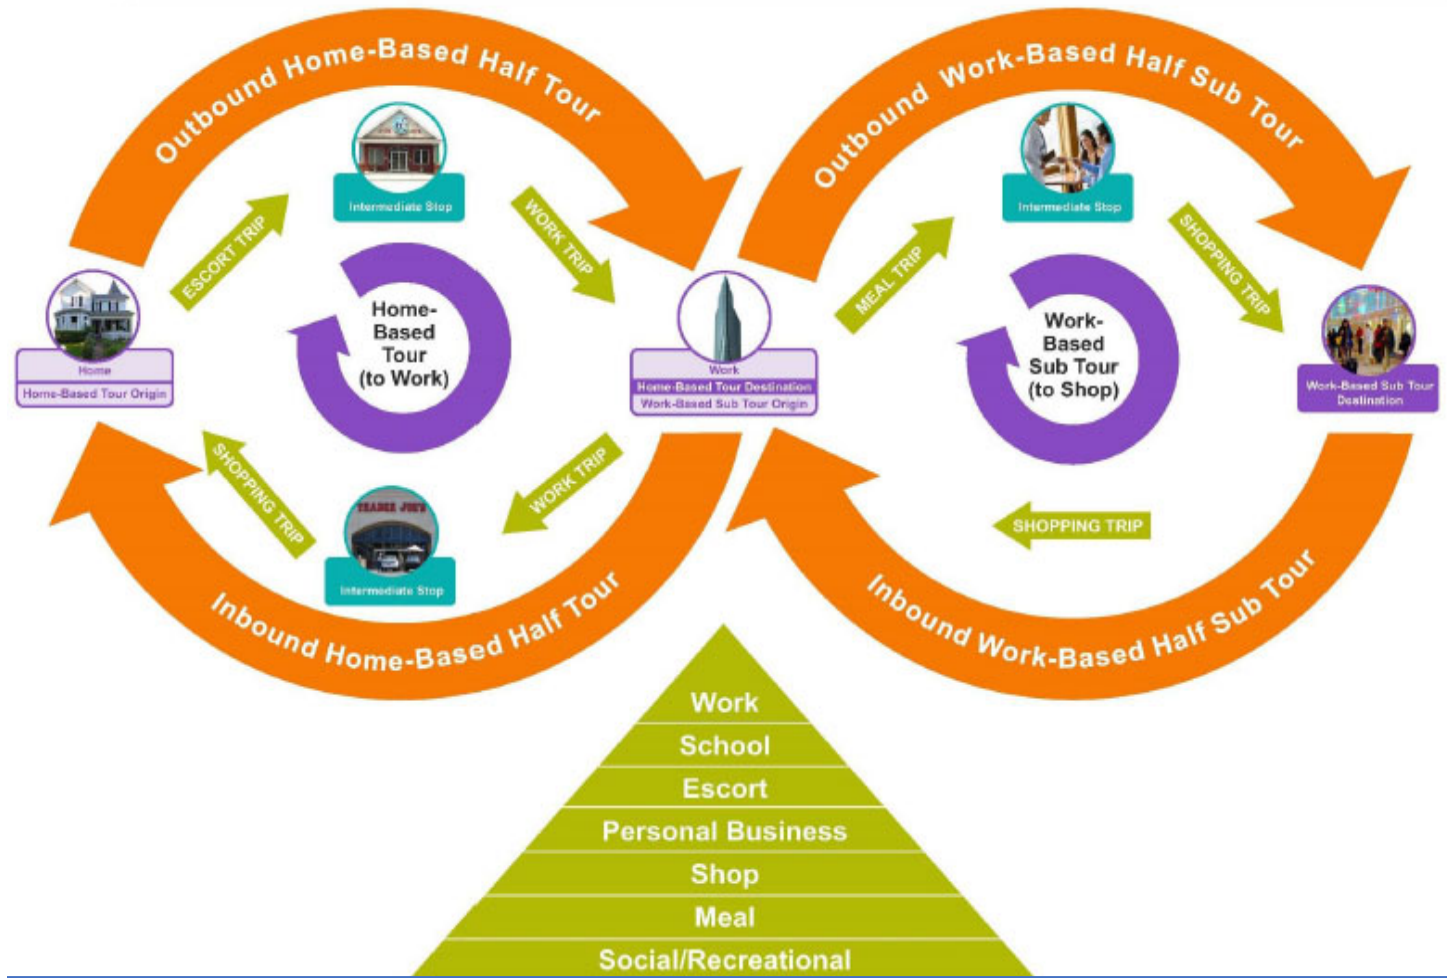 Outbound Home-Based Half Tour
Outbound Work-Based Half Sub Tour
Intermediate Stop
Intermediate Stop
ESCORT TRIP
WORK TRIP
MEAL TRIP
SHOPPING TRIP
Home
Home-Based Tour Origin
Home-
Based
Tour
(to Work)
Work
Home-Based Tour Destination
Work-Based Sub Tour Origin
Work-
Based
Sub Tour
(to Shop)
Work-Based Sub Tour
Destination
SHOPPING TRIP
WORK TRIP
SHOPPING TRIP
TRADER JOE'S
Intermediate Stop
Inbound Home-Based Half Tour
Inbound Work-Based Half Sub Tour
Work
School
Escort
Personal Business
Shop
Meal
Social/Recreational